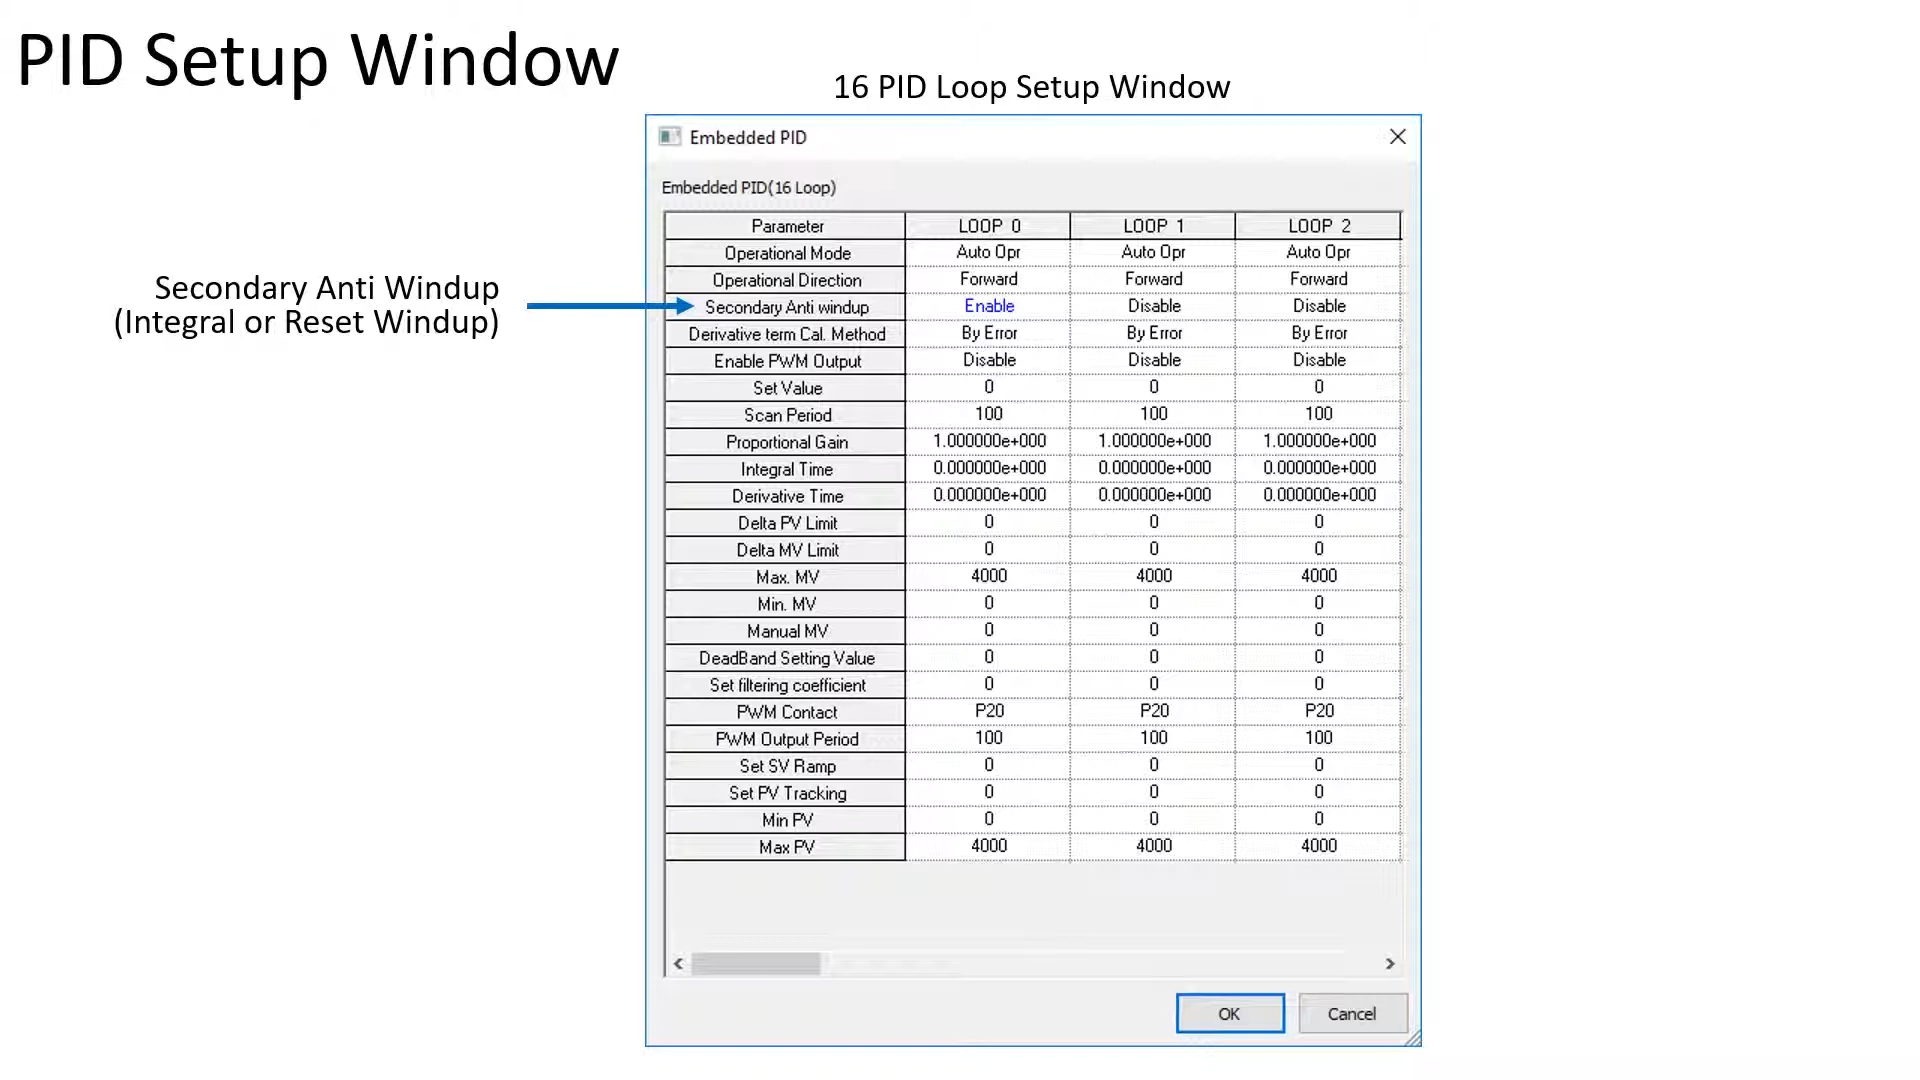 PID Setup Window
16 PID Loop Setup Window
Embedded PID
Embedded PID(16 Loop)
Secondary Anti Windup
(Integral or Reset Windup)
Parameter LOOP 0 LOOP 1 LOOP 2
Operational Mode Auto Opr Auto Opr Auto Opr
Operational Direction Forward Forward Forward
Secondary Anti windup Enable Disable Disable
Derivative term Cal. Method By Error By Error By Error
Enable PWM Output Disable Disable Disable
Set Value 0 0 0
Scan Period 100 100 100
Proportional Gain 1.000000e+000 1.000000e+000 1.000000e+000
Integral Time 0.000000e+000 0.000000e+000 0.000000e+000
Derivative Time 0.000000e+000 0.000000e+000 0.000000e+000
Delta PV Limit 0 0 0
Delta MV Limit 0 0 0
Max. MV 4000 4000 4000
Min. MV 0 0 0
Manual MV 0 0 0
DeadBand Setting Value 0 0 0
Set filtering coefficient 0 0 0
PWM Contact P20 P20 P20
PWM Output Period 100 100 100
Set SV Ramp 0 0 0
Set PV Tracking 0 0 0
Min PV 0 0 0
Max PV 4000 4000 4000
OK Cancel